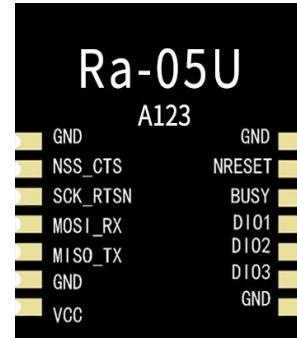 Ra-05U
A123
GND GND
NSS_CTS NRESET
SCK_RTSN BUSY
MOSI_RX DIO1
MISO_TX DIO2
GND DIO3
VCC GND